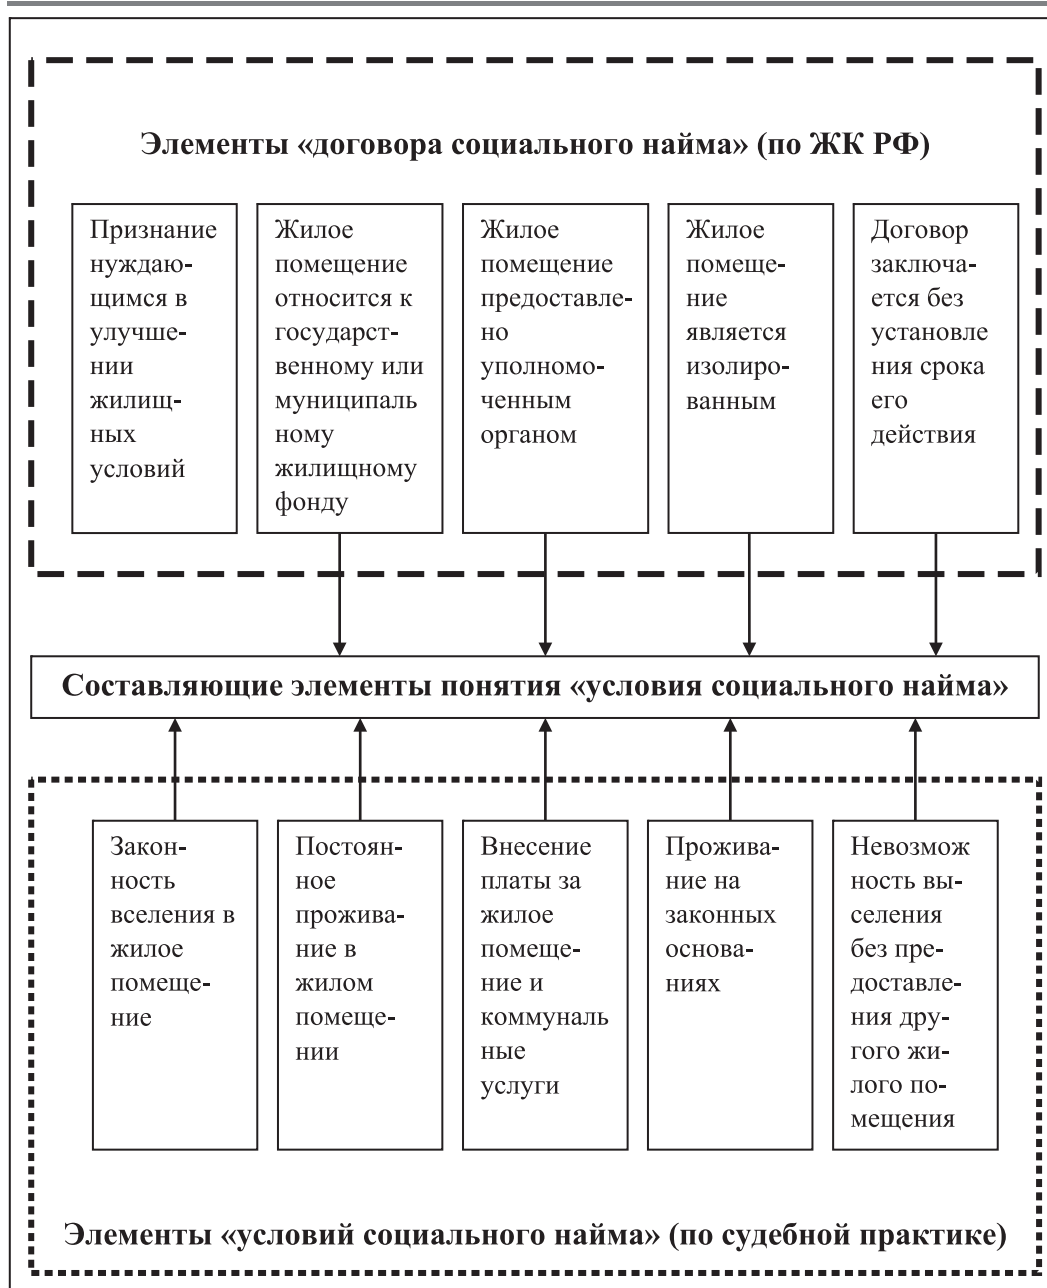 Элементы «договора социального найма» (по ЖК РФ)
Признание
нуждаю-
щимся в
улучше-
нии
жилищ-
ных
условий
Жилое
помещение
относится к
государст-
венному или
муниципаль
ному
жилищному
фонду
Жилое
помещение
предоставле-
но
уполномо-
ченным
органом
Жилое
помеще-
ние
является
изолиро-
ванным
Договор
заключа-
ется без
установле
ния срока
его
действия
Составляющие элементы понятия «условия социального найма»
Закон-
ность
вселения в
жилое
помеще-
ние
Постоян-
ное
прожива-
ние в
жилом
помеще-
нии
Внесение
платы за
жилое
помеще-
ние и
коммуналь
ные
услуги
Прожива-
ние на
законных
основа-
ниях
Невозмож
ность вы-
селения
без пре-
доставле-
ния дру-
гого жи-
лого по-
мещения
Элементы «условий социального найма» (по судебной практике)